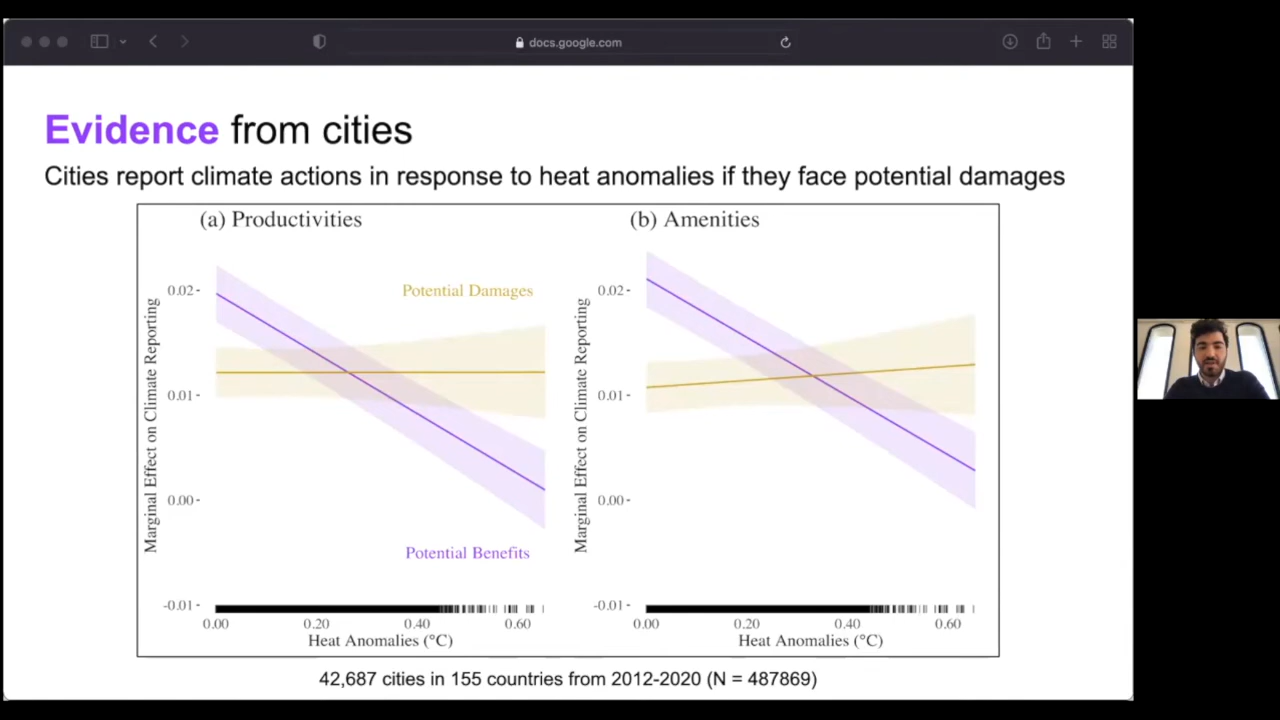 docs.google.com
Evidence from cities
Cities report climate actions in response to heat anomalies if they face potential damages
(a) Productivities
Marginal Effect on Climate Reporting
0.02
0.01
0.00
-0.01
Potential Damages
Potential Benefits
0.00 0.20 0.40 0.60
Heat Anomalies (°C)
(b) Amenities
Marginal Effect on Climate Reporting
0.02
0.01
0.00
-0.01
0.00 0.20 0.40 0.60
Heat Anomalies (°C)
42,687 cities in 155 countries from 2012-2020 (N = 487869)